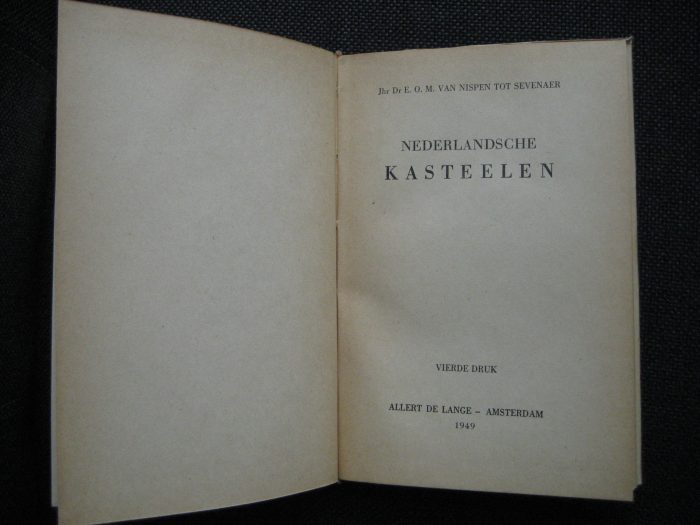 Jhr Dr E. O. M. VAN NISPEN TOT SEVENAER
NEDERLANDSCHE
KASTEELEN
VIERDE DRUK
ALLERT DE LANGE – AMSTERDAM
1949